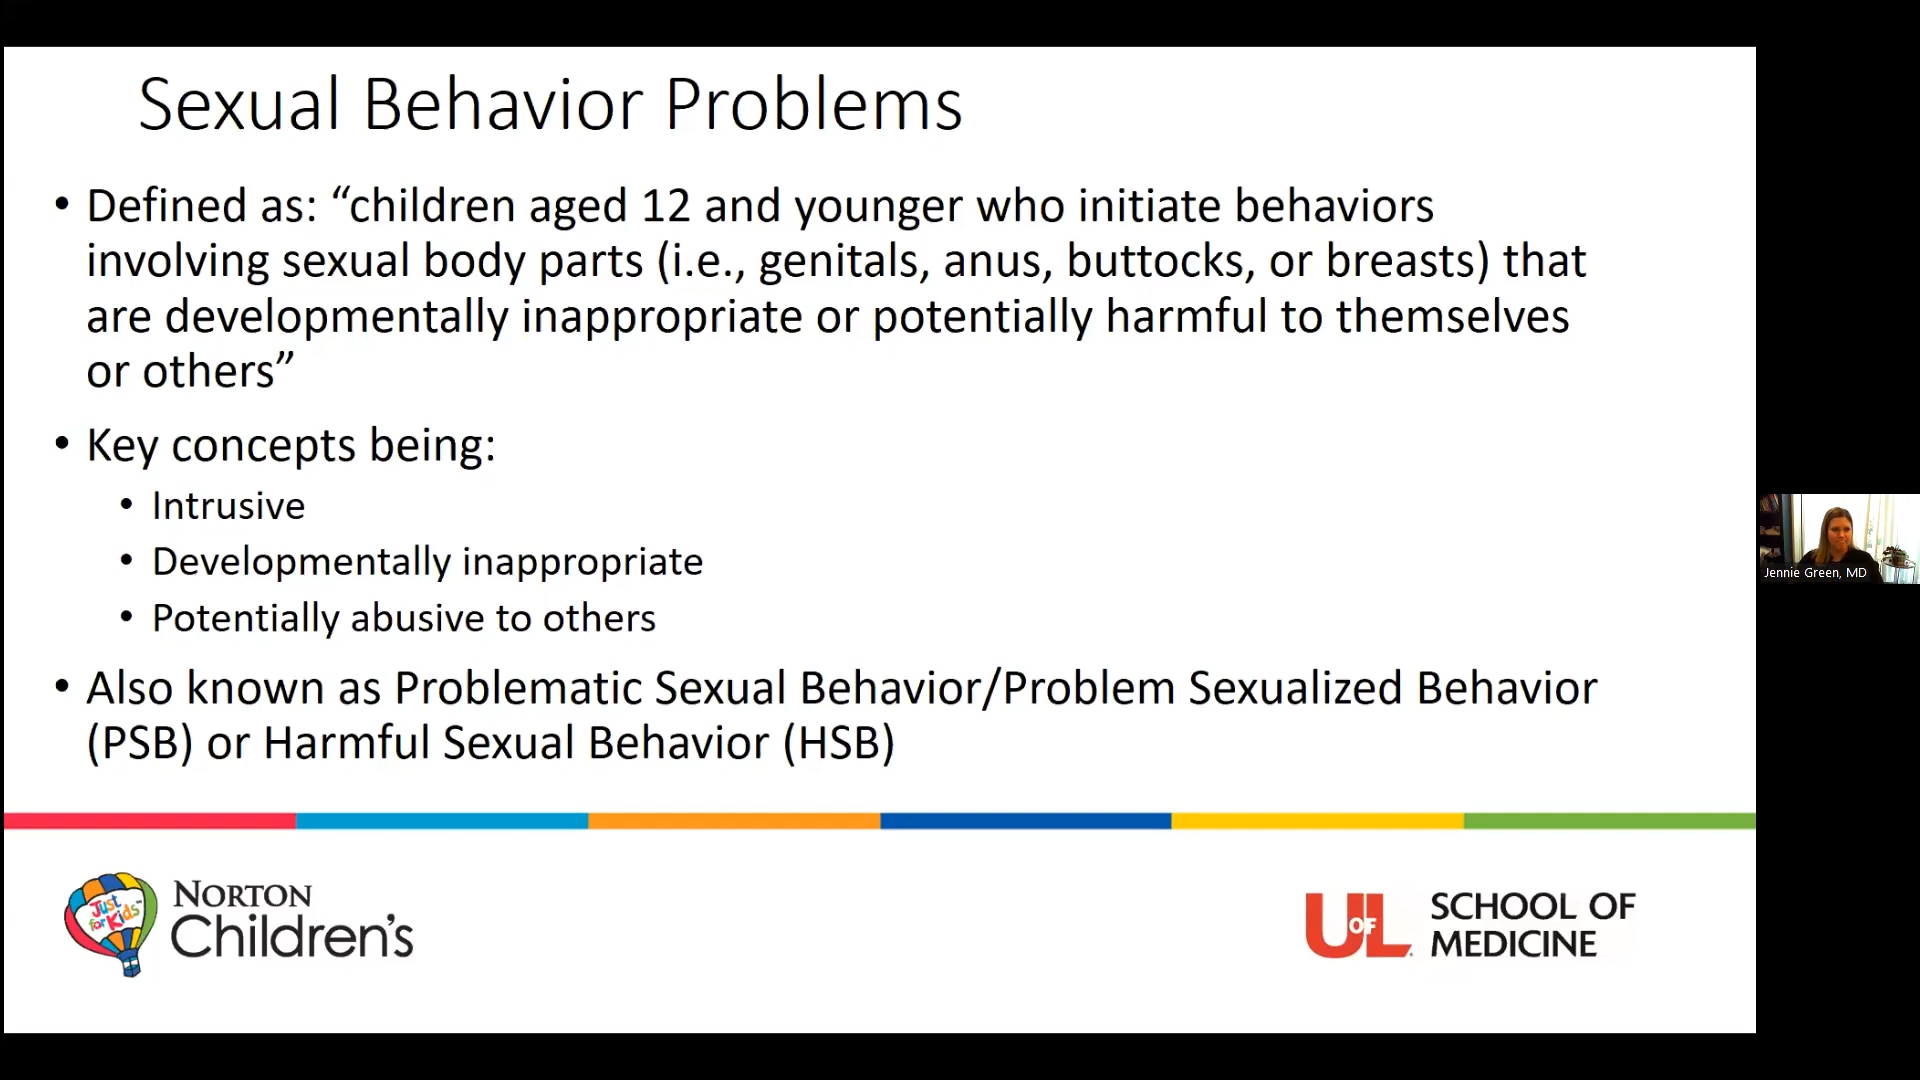 Sexual Behavior Problems
• Defined as: “children aged 12 and younger who initiate behaviors
involving sexual body parts (i.e., genitals, anus, buttocks, or breasts) that
are developmentally inappropriate or potentially harmful to themselves
or others”
• Key concepts being:
• Intrusive
• Developmentally inappropriate
• Potentially abusive to others
• Also known as Problematic Sexual Behavior/Problem Sexualized Behavior
(PSB) or Harmful Sexual Behavior (HSB)
Jennie Green, MD
Just
for Kids™
NORTON
Children's
UofL
SCHOOL OF
MEDICINE